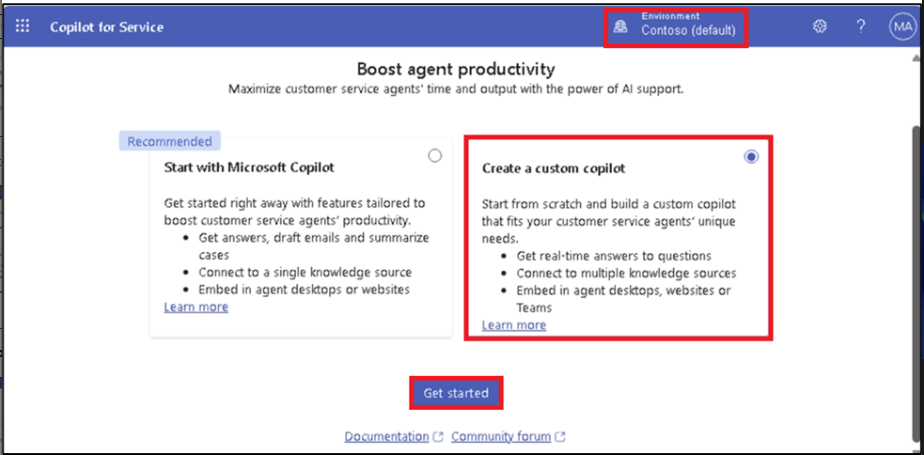 Copilot for Service
Environment
Contoso (default)
?
MA
Boost agent productivity
Maximize customer service agents' time and output with the power of AI support.
Recommended
Start with Microsoft Copilot
Get started right away with features tailored to
boost customer service agents' productivity.
• Get answers, draft emails and summarize
cases
• Connect to a single knowledge source
• Embed in agent desktops or websites
Learn more
Create a custom copilot
Start from scratch and build a custom copilot
that fits your customer service agents' unique
needs.
• Get real-time answers to questions
• Connect to multiple knowledge sources
• Embed in agent desktops, websites or
Teams
Learn more
Get started
Documentation
Community forum